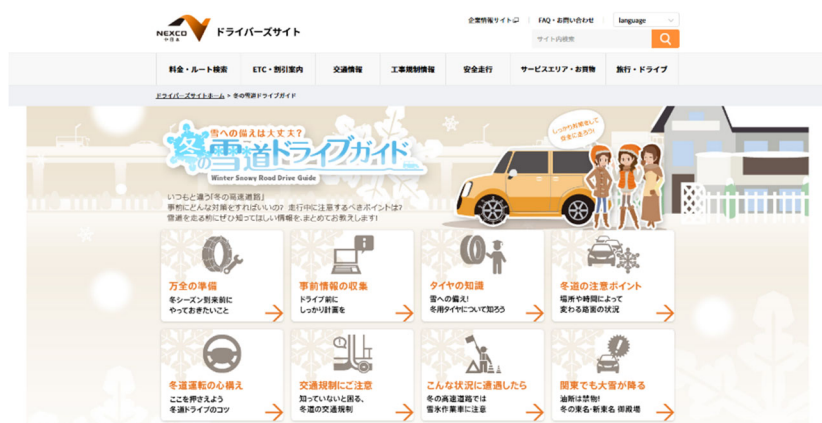 企業情報サイト
FAQ・お問い合わせ
language
NEXCO
中日本
ドライバーズサイト
サイト内検索
料金・ルート検索
ETC・割引案内
交通情報
工事規制情報
安全走行
サービスエリア・お買物
旅行・ドライブ
ドライバーズサイトホーム > 冬の雪道ドライブガイド
雪への備えは大丈夫?
冬の雪道ドライブガイド
Winter Snowy Road Drive Guide
しっかり対策をして
安全に走ろう!
いつもと違う「冬の高速道路」
事前にどんな対策をすればいいの? 走行中に注意するべきポイントは?
雪道を走る前にぜひ知ってほしい情報を、まとめてお教えします!
万全の準備
冬シーズン到来前に
やっておきたいこと
事前情報の収集
ドライブ前に
しっかり計画を
タイヤの知識
雪への備え!
冬用タイヤについて知ろう
冬道の注意ポイント
場所や時間によって
変わる路面の状況
冬道運転の心構え
ここを押さえよう
冬道ドライブのコツ
交通規制にご注意
知っていないと困る、
冬道の交通規制
こんな状況に遭遇したら
冬の高速道路では
雪氷作業車に注意
関東でも大雪が降る
油断は禁物!
冬の東名・新東名 御殿場